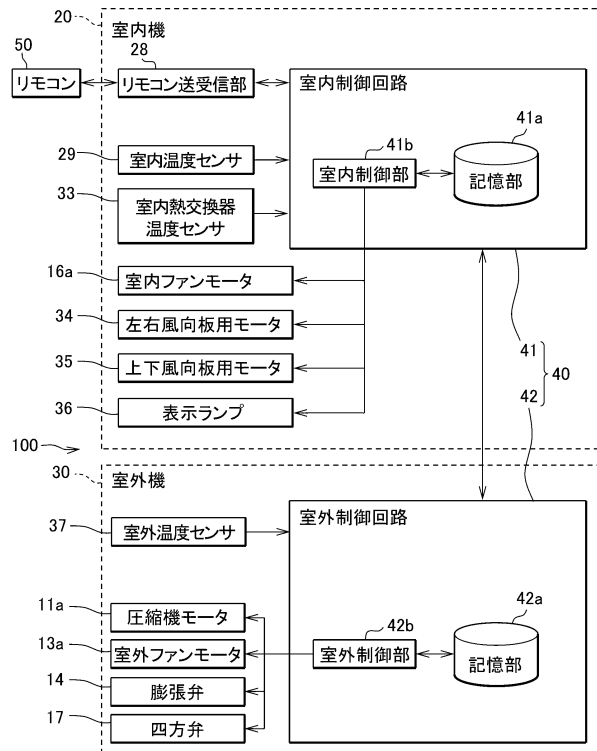 20
室内機
50
28
リモコン
リモコン送受信部
室内制御回路
41a
29
室内温度センサ
41b
室内制御部
記憶部
33
室内熱交換器
温度センサ
16a
室内ファンモータ
34
左右風向板用モータ
35
上下風向板用モータ
41
40
36
表示ランプ
42
100
30
室外機
37
室外温度センサ
室外制御回路
11a
圧縮機モータ
42a
13a
室外ファンモータ
42b
室外制御部
記憶部
14
膨張弁
17
四方弁